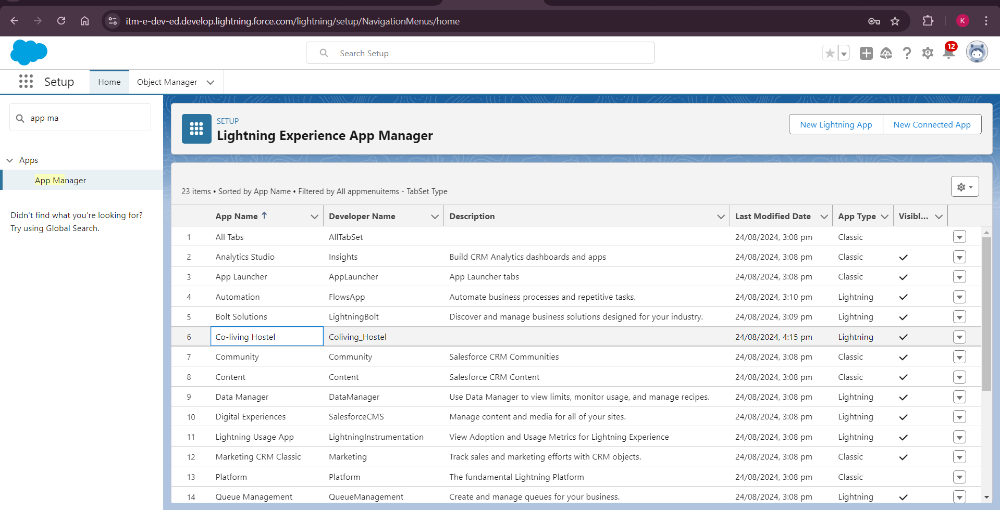 itm-e-dev-ed.develop.lightning.force.com/lightning/setup/NavigationMenus/home
K
Search Setup
12
Setup
Home
Object Manager
app ma
Apps
App Manager
Didn't find what you're looking for?
Try using Global Search.
SETUP
Lightning Experience App Manager
New Lightning App
New Connected App
23 items • Sorted by App Name • Filtered by All appmenuitems - TabSet Type
App Name Developer Name Description Last Modified Date App Type Visibl...
1 All Tabs AllTabSet 24/08/2024, 3:08 pm Classic
2 Analytics Studio Insights Build CRM Analytics dashboards and apps 24/08/2024, 3:08 pm Classic
3 App Launcher AppLauncher App Launcher tabs 24/08/2024, 3:08 pm Classic
4 Automation FlowsApp Automate business processes and repetitive tasks. 24/08/2024, 3:10 pm Lightning
5 Bolt Solutions LightningBolt Discover and manage business solutions designed for your industry. 24/08/2024, 3:09 pm Lightning
6 Co-living Hostel Coliving_Hostel 24/08/2024, 4:15 pm Lightning
7 Community Community Salesforce CRM Communities 24/08/2024, 3:08 pm Classic
8 Content Content Salesforce CRM Content 24/08/2024, 3:08 pm Classic
9 Data Manager DataManager Use Data Manager to view limits, monitor usage, and manage recipes. 24/08/2024, 3:08 pm Lightning
10 Digital Experiences SalesforceCMS Manage content and media for all of your sites. 24/08/2024, 3:08 pm Lightning
11 Lightning Usage App LightningInstrumentation View Adoption and Usage Metrics for Lightning Experience 24/08/2024, 3:08 pm Lightning
12 Marketing CRM Classic Marketing Track sales and marketing efforts with CRM objects. 24/08/2024, 3:08 pm Classic
13 Platform Platform The fundamental Lightning Platform 24/08/2024, 3:08 pm Classic
14 Queue Management QueueManagement Create and manage queues for your business. 24/08/2024, 3:08 pm Lightning